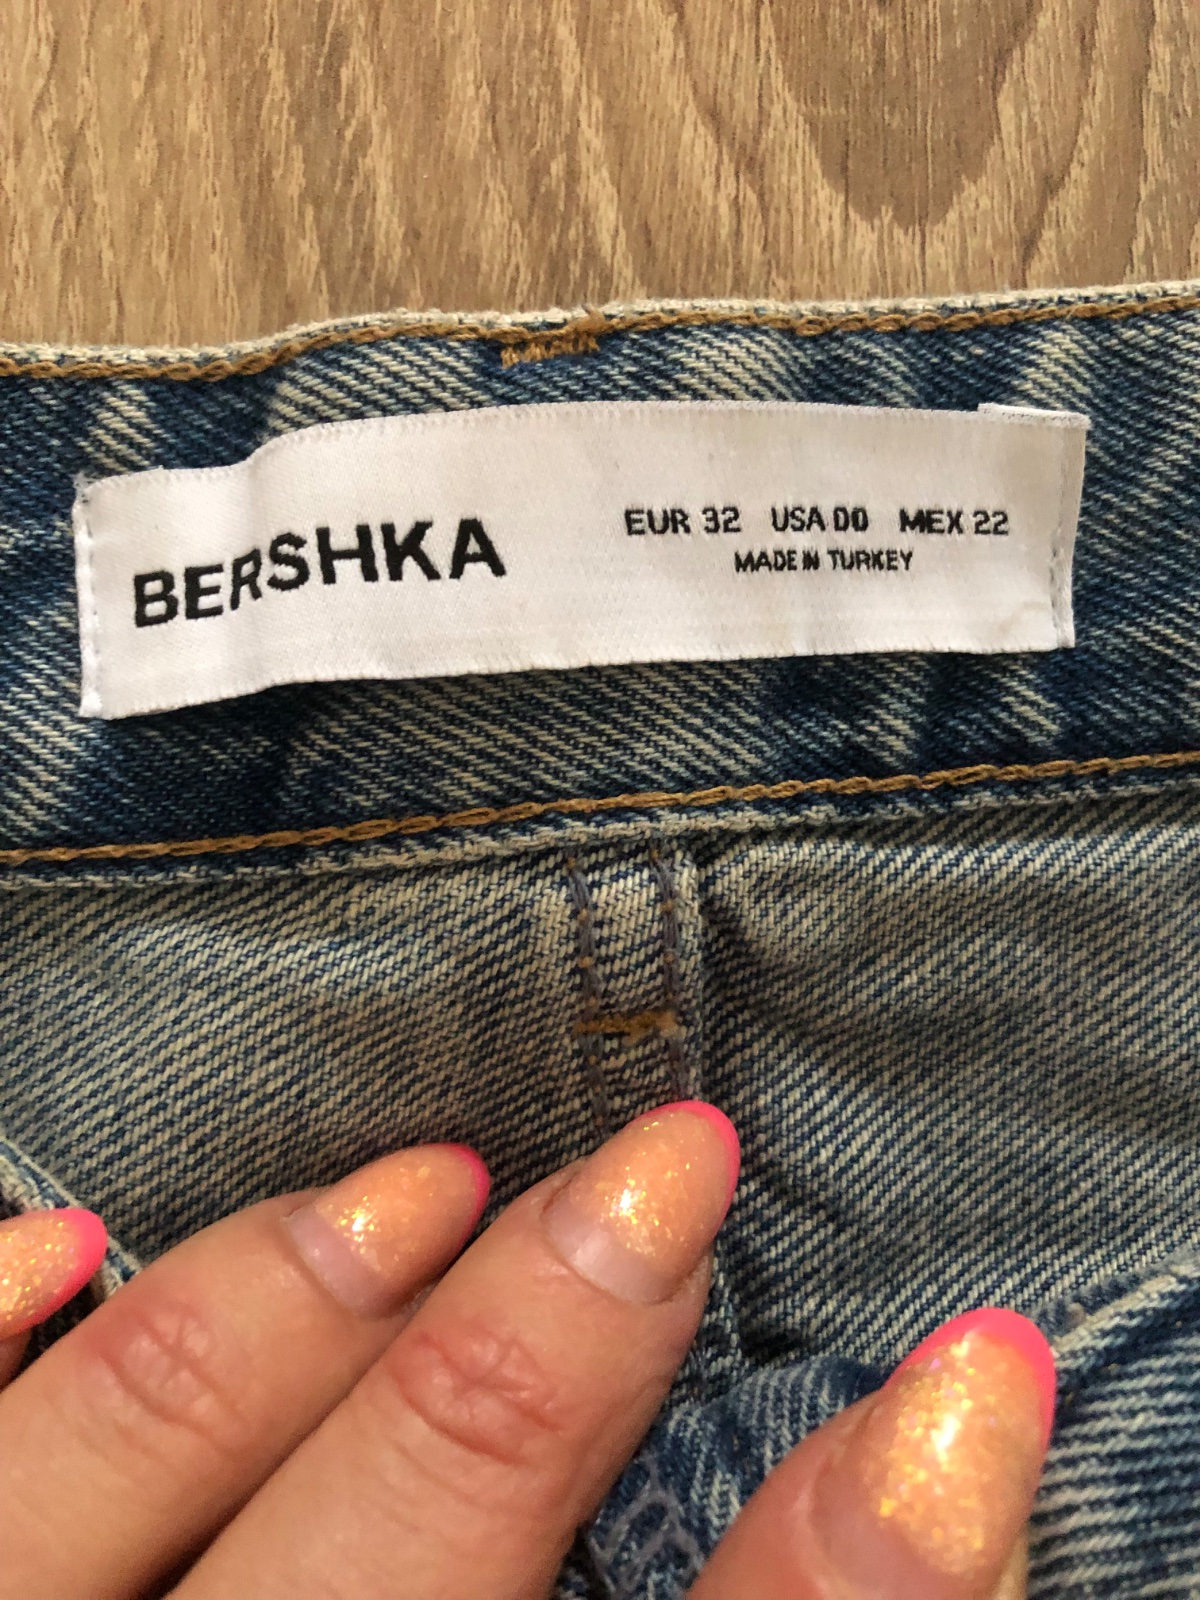 BERSHKA
EUR 32 USA 00 MEX 22
MADE IN TURKEY